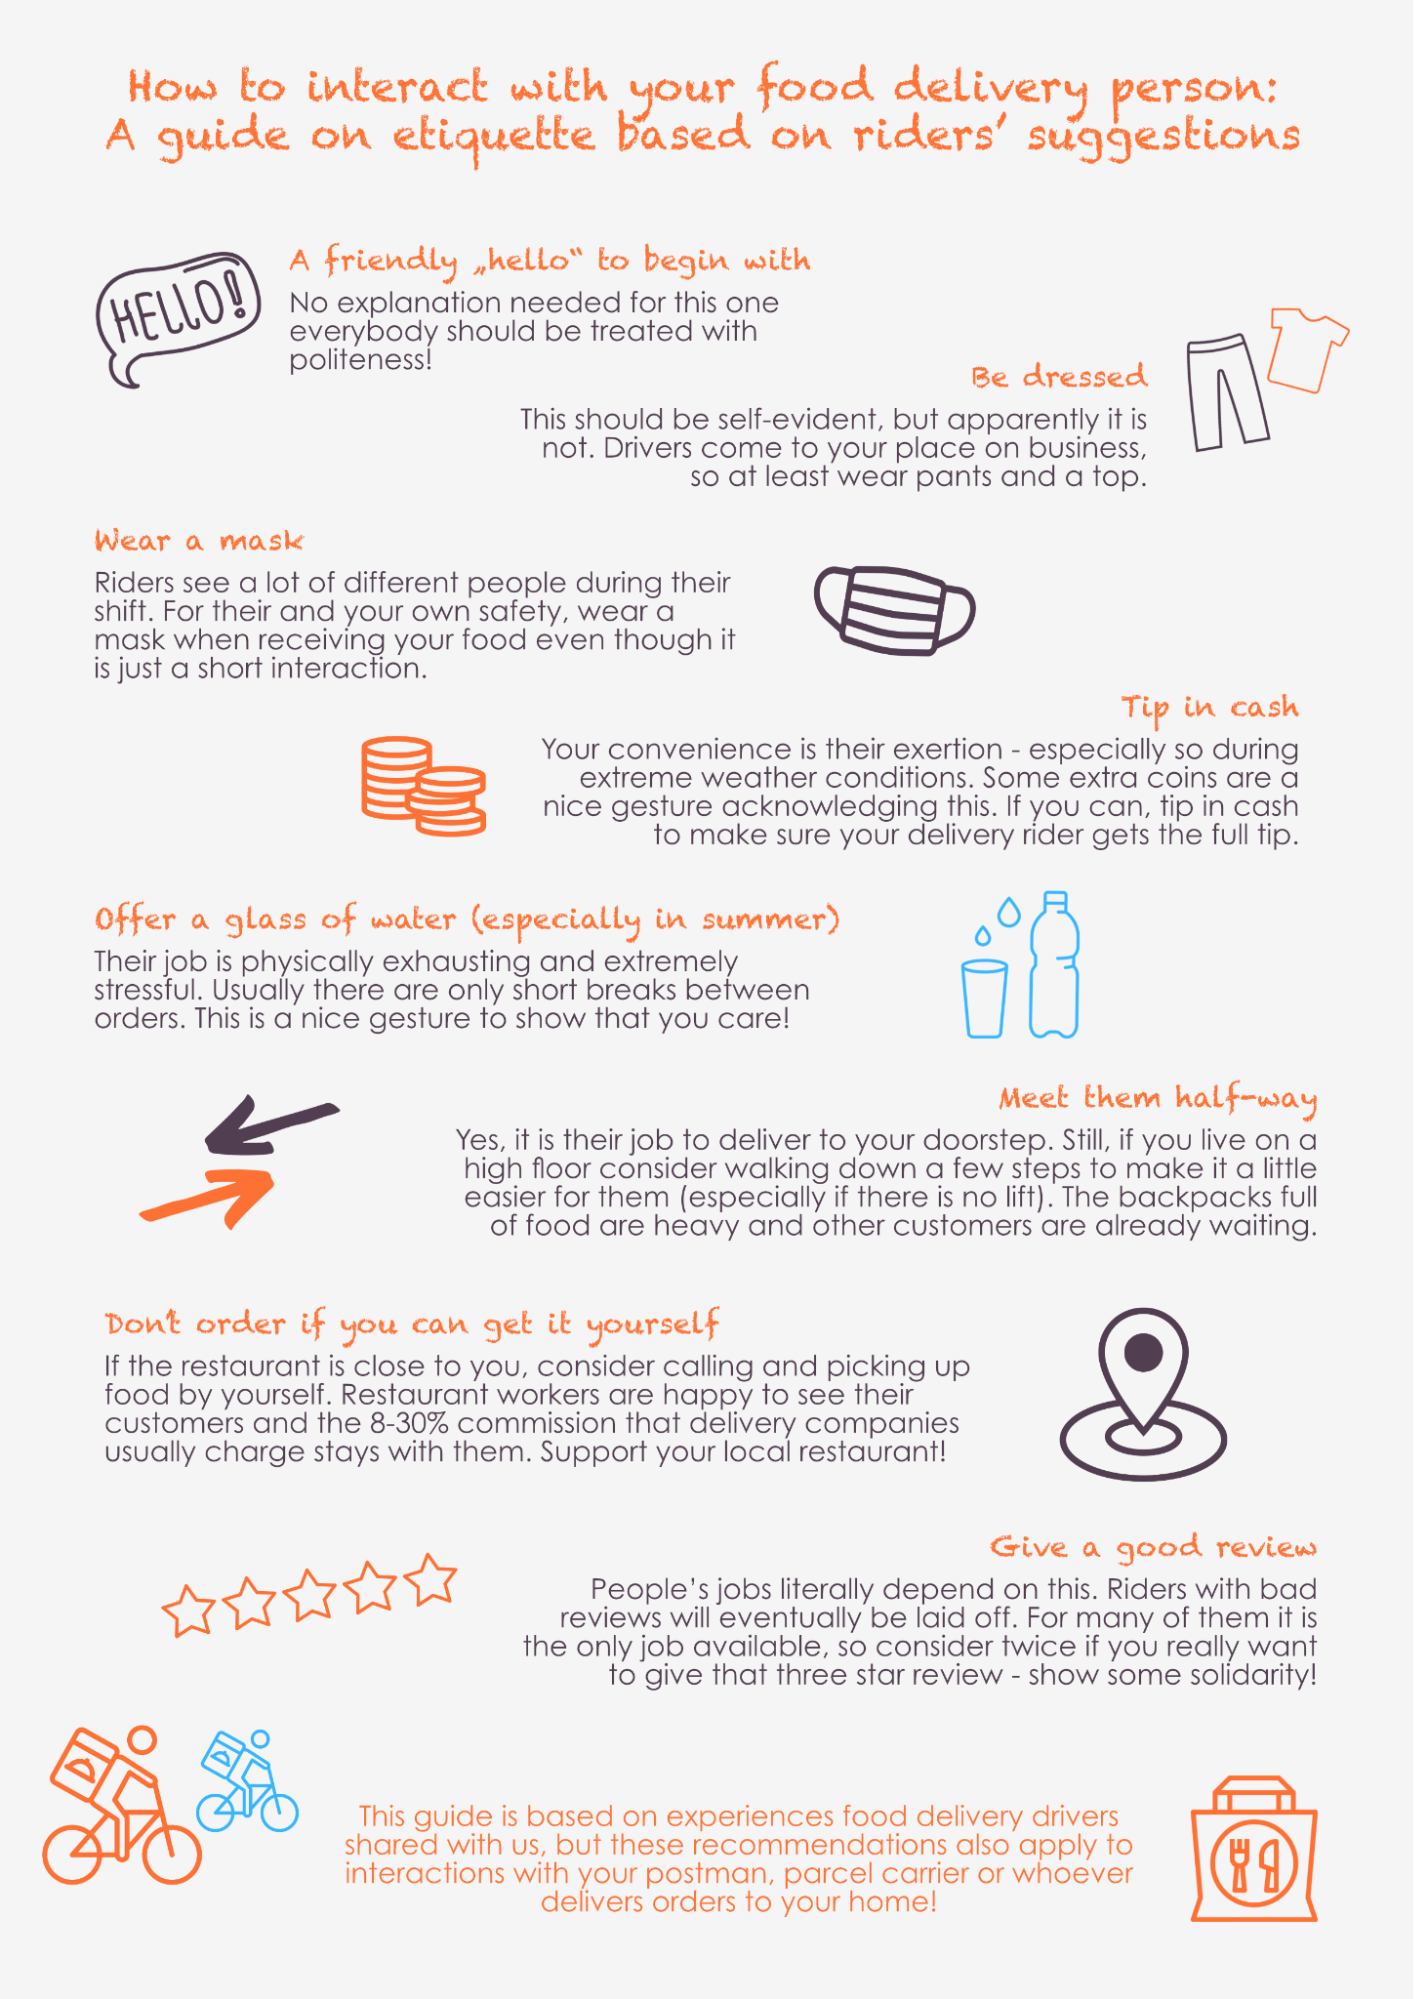 How to interact with your food delivery person:
A guide on etiquette based on riders’ suggestions
HELLO!
A friendly „hello“ to begin with
No explanation needed for this one
everybody should be treated with
politeness!
Be dressed
This should be self-evident, but apparently it is
not. Drivers come to your place on business,
so at least wear pants and a top.
Wear a mask
Riders see a lot of different people during their
shift. For their and your own safety, wear a
mask when receiving your food even though it
is just a short interaction.
Tip in cash
Your convenience is their exertion - especially so during
extreme weather conditions. Some extra coins are a
nice gesture acknowledging this. If you can, tip in cash
to make sure your delivery rider gets the full tip.
Offer a glass of water (especially in summer)
Their job is physically exhausting and extremely
stressful. Usually there are only short breaks between
orders. This is a nice gesture to show that you care!
Meet them half-way
Yes, it is their job to deliver to your doorstep. Still, if you live on a
high floor consider walking down a few steps to make it a little
easier for them (especially if there is no lift). The backpacks full
of food are heavy and other customers are already waiting.
Don't order if you can get it yourself
If the restaurant is close to you, consider calling and picking up
food by yourself. Restaurant workers are happy to see their
customers and the 8-30% commission that delivery companies
usually charge stays with them. Support your local restaurant!
Give a good review
People’s jobs literally depend on this. Riders with bad
reviews will eventually be laid off. For many of them it is
the only job available, so consider twice if you really want
to give that three star review - show some solidarity!
This guide is based on experiences food delivery drivers
shared with us, but these recommendations also apply to
interactions with your postman, parcel carrier or whoever
delivers orders to your home!